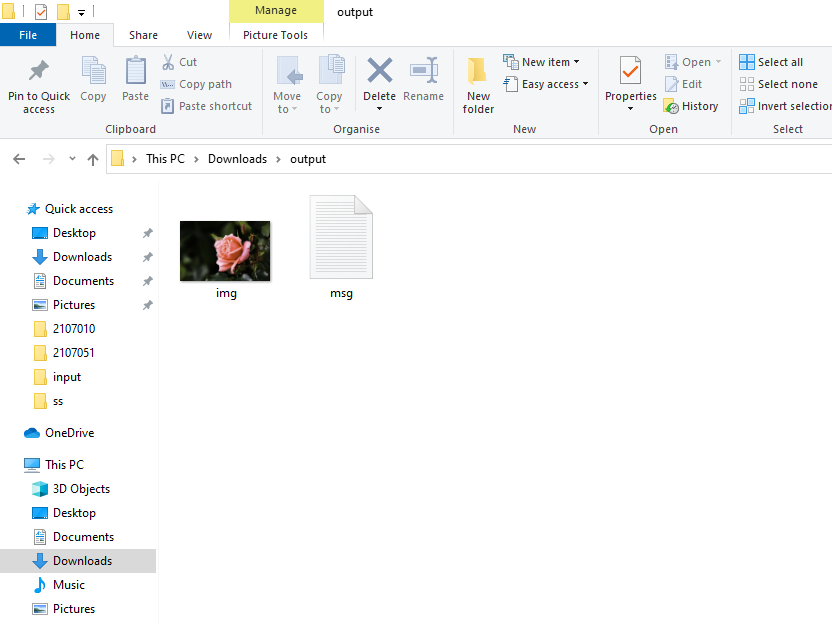 Manage
output
File
Home
Share
View
Picture Tools
Pin to Quick access
Copy
Paste
Cut
Copy path
Paste shortcut
Move to
Copy to
Delete
Rename
New folder
New item
Easy access
Properties
Open
Edit
History
Select all
Select none
Invert selection
Clipboard
Organise
New
Open
Select
This PC
Downloads
output
Quick access
Desktop
Downloads
Documents
Pictures
2107010
2107051
input
ss
OneDrive
This PC
3D Objects
Desktop
Documents
Downloads
Music
Pictures
img
msg